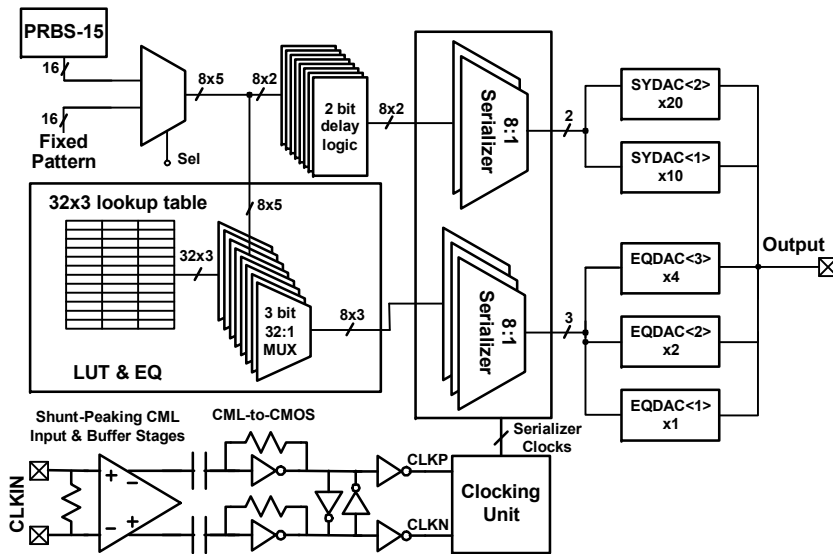 PRBS-15
16
16
Fixed
Pattern
Sel
8x5
8x2
2 bit
delay
logic
8x2
8:1
Serializer
2
SYDAC<2>
x20
SYDAC<1>
x10
32x3 lookup table
32x3
8x5
3 bit
32:1
MUX
8x3
LUT & EQ
8:1
Serializer
3
EQDAC<3>
x4
EQDAC<2>
x2
EQDAC<1>
x1
Output
Shunt-Peaking CML
Input & Buffer Stages
CML-to-CMOS
CLKIN
+
−
−
+
CLKP
CLKN
Serializer
Clocks
Clocking
Unit